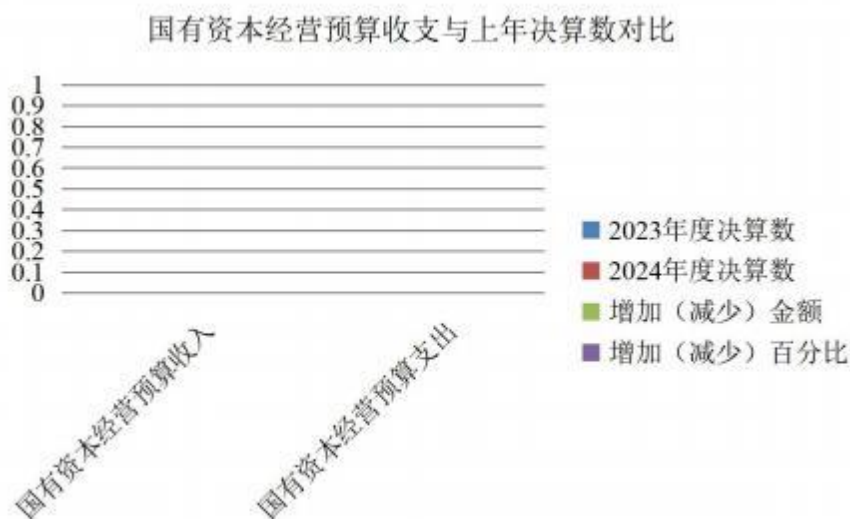 国有资本经营预算收支与上年决算数对比
1
0.9
0.8
0.7
0.6
0.5
0.4
0.3
0.2
0.1
0
国有资本经营预算收入
国有资本经营预算支出
2023年度决算数
2024年度决算数
增加（减少）金额
增加（减少）百分比